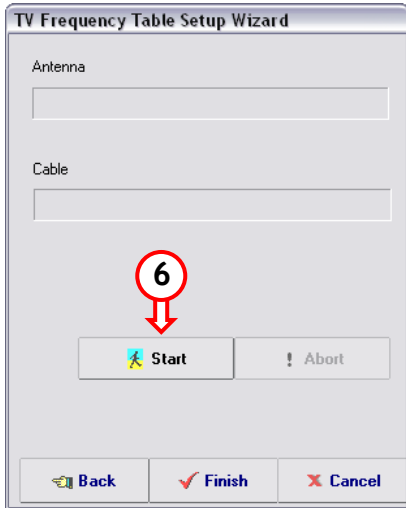 TV Frequency Table Setup Wizard
Antenna
Cable
6
Start ! Abort
Back Finish Cancel